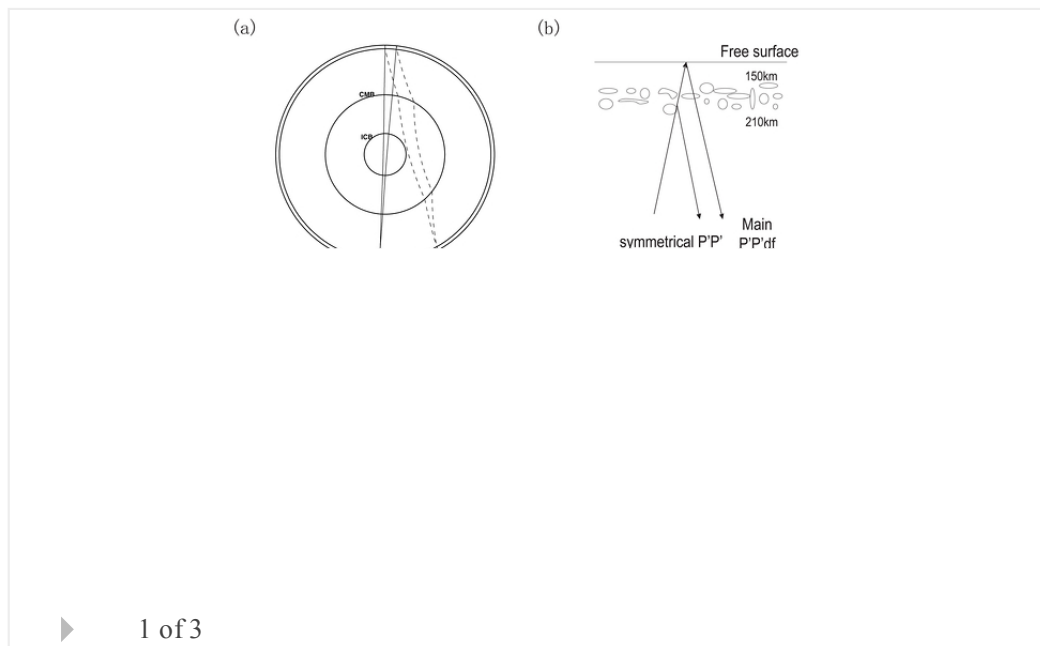 (a)
(b)
CMB
ICB
Free surface
150km
210km
symmetrical P'P'
Main
P'P'df
1 of 3